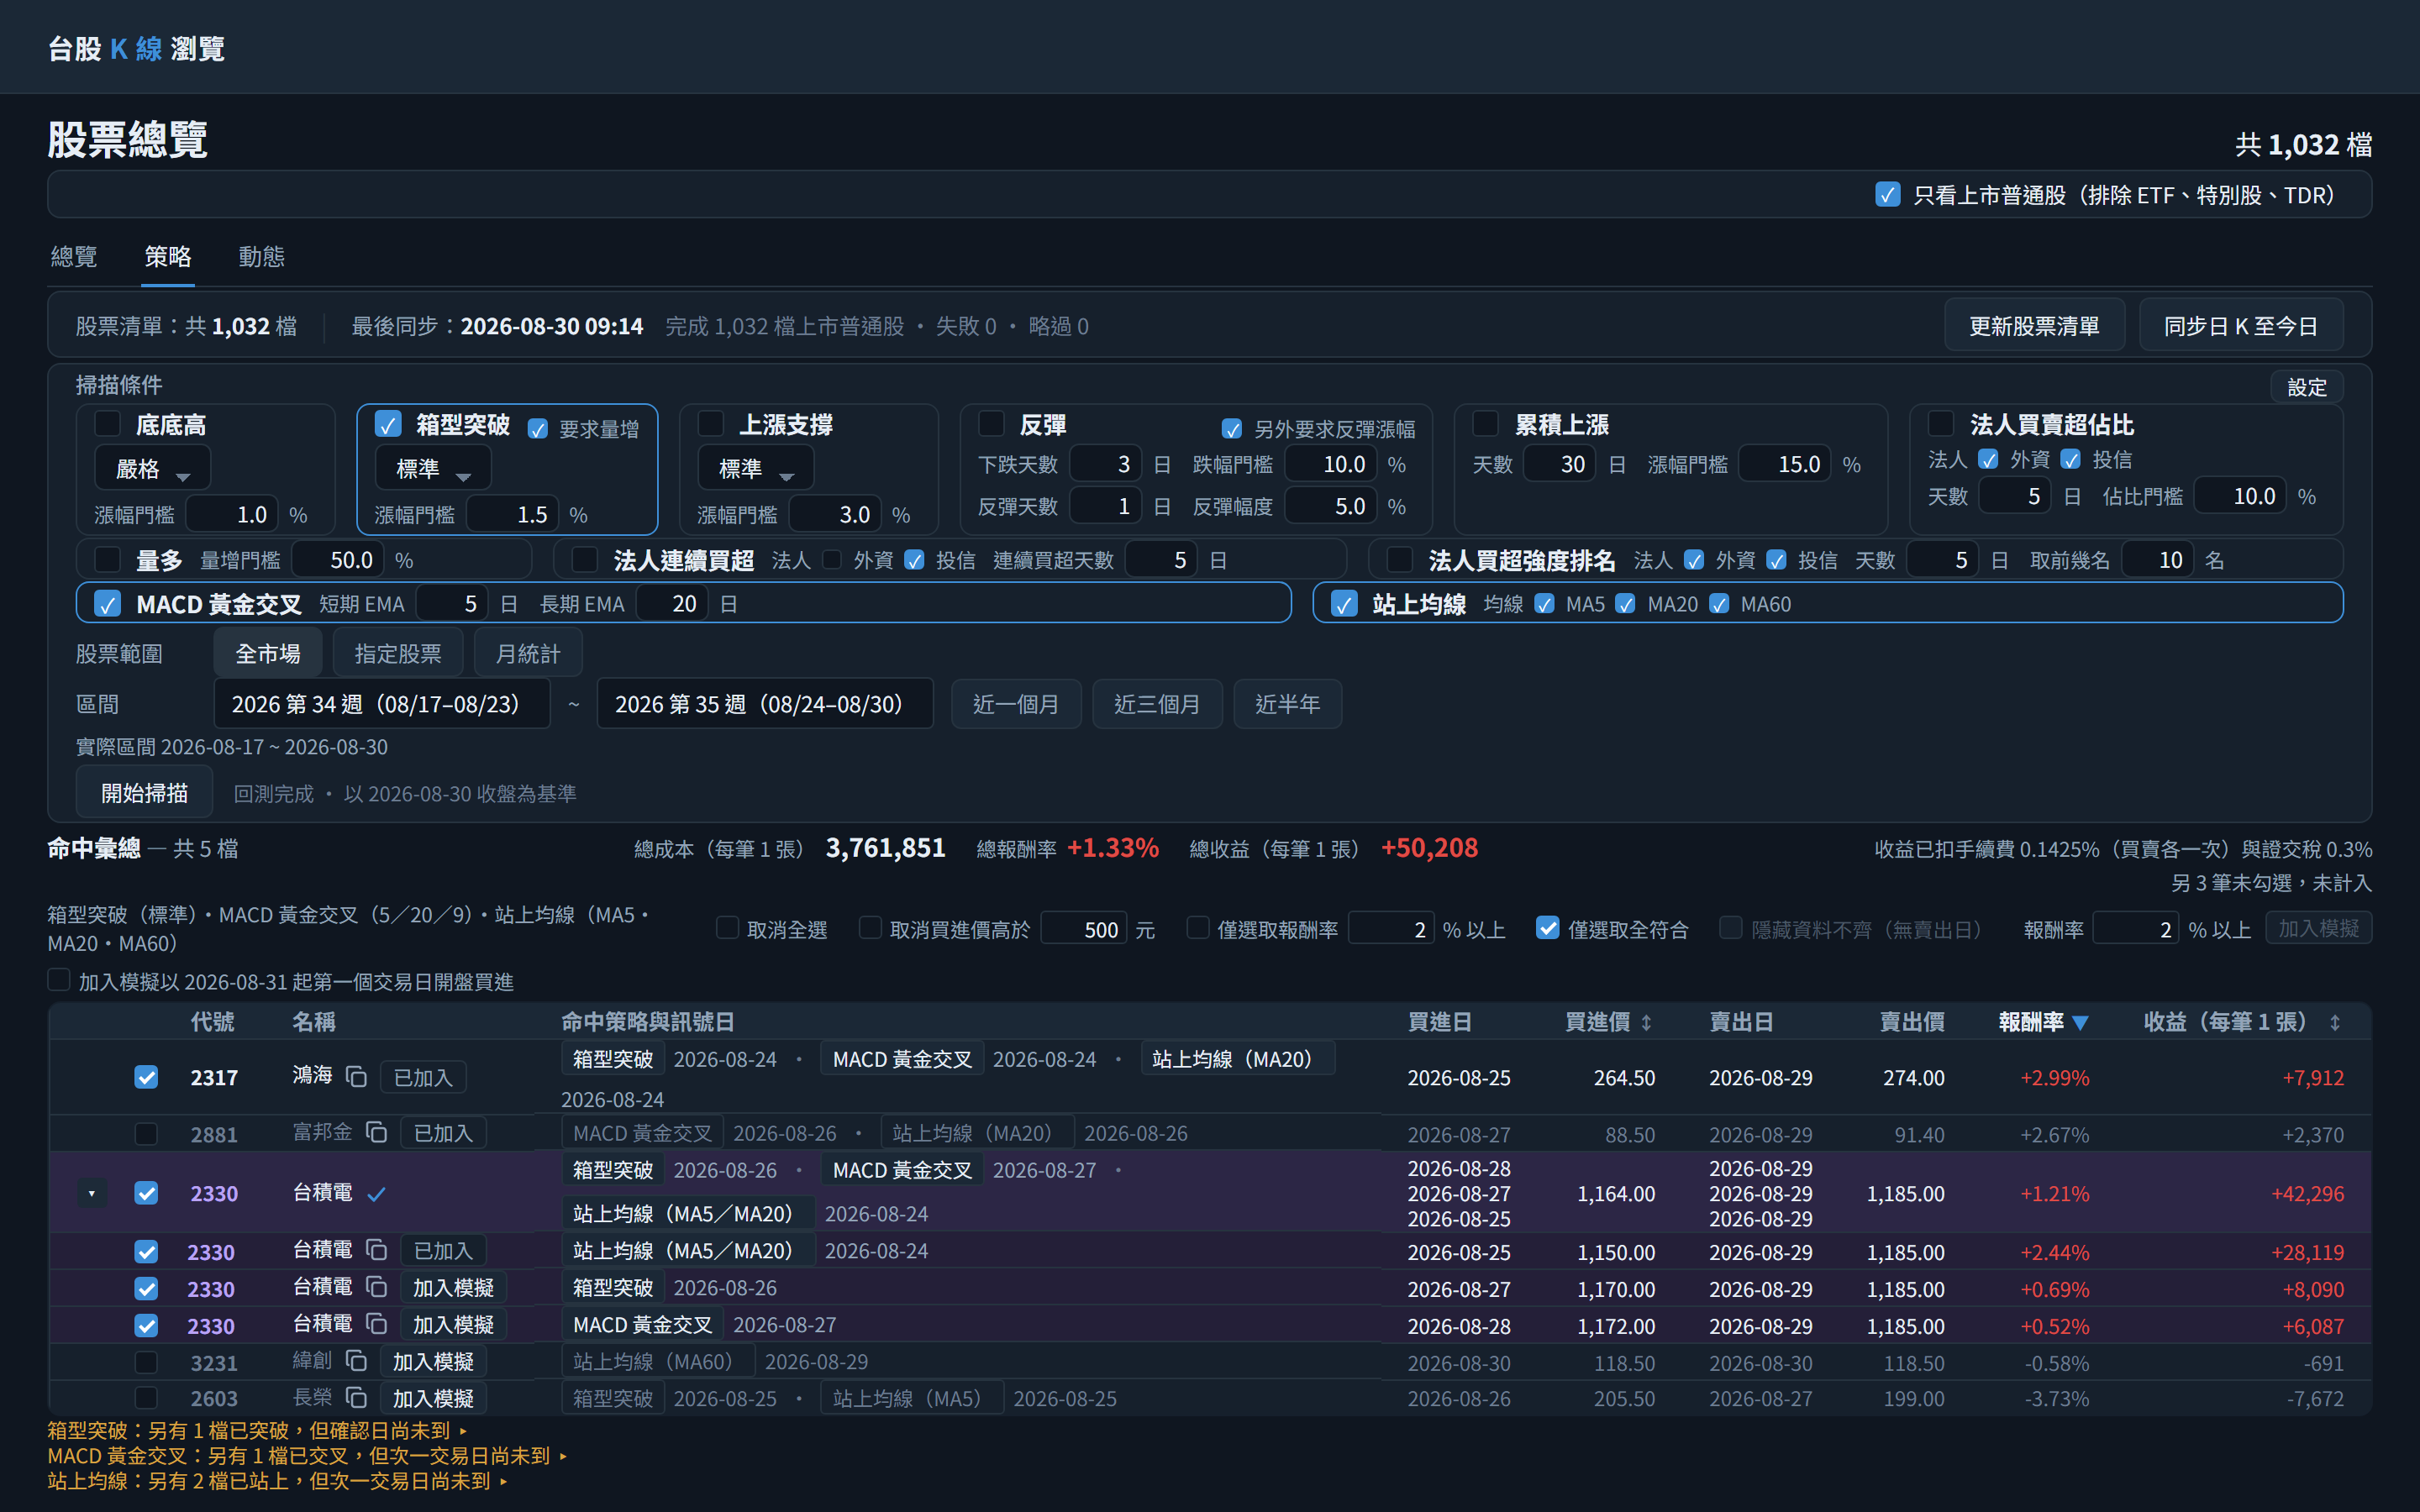 台股 K 線 瀏覽
股票總覽
共 1,032 檔
只看上市普通股（排除 ETF、特別股、TDR）
總覽 策略 動態
股票清單：共 1,032 檔 最後同步：2026-08-30 09:14 完成 1,032 檔上市普通股 · 失敗 0 · 略過 0 更新股票清單 同步日 K 至今日
掃描條件 設定
底底高 箱型突破 要求量增 上漲支撐 反彈 另外要求反彈漲幅 累積上漲 法人買賣超佔比
嚴格 標準 標準 下跌天數 3 日 跌幅門檻 10.0 % 天數 30 日 漲幅門檻 15.0 % 法人 外資 投信
漲幅門檻 1.0 % 漲幅門檻 1.5 % 漲幅門檻 3.0 % 反彈天數 1 日 反彈幅度 5.0 % 天數 5 日 佔比門檻 10.0 %
量多 量增門檻 50.0 % 法人連續買超 法人 外資 投信 連續買超天數 5 日 法人買超強度排名 法人 外資 投信 天數 5 日 取前幾名 10 名
MACD 黃金交叉 短期 EMA 5 日 長期 EMA 20 日 站上均線 均線 MA5 MA20 MA60
股票範圍 全市場 指定股票 月統計
區間 2026 第 34 週（08/17–08/23） ~ 2026 第 35 週（08/24–08/30） 近一個月 近三個月 近半年
實際區間 2026-08-17 ~ 2026-08-30
開始掃描 回測完成 · 以 2026-08-30 收盤為基準
命中彙總 — 共 5 檔 總成本（每筆 1 張） 3,761,851 總報酬率 +1.33% 總收益（每筆 1 張） +50,208 收益已扣手續費 0.1425%（買賣各一次）與證交稅 0.3%
另 3 筆未勾選，未計入
箱型突破（標準）· MACD 黃金交叉（5／20／9）· 站上均線（MA5 ·
MA20 · MA60）
取消全選 取消買進價高於 500 元 僅選取報酬率 2 % 以上 僅選取全符合 隱藏資料不齊（無賣出日） 報酬率 2 % 以上 加入模擬
加入模擬以 2026-08-31 起第一個交易日開盤買進
代號 名稱 命中策略與訊號日 買進日 買進價 ↕ 賣出日 賣出價 報酬率 ▼ 收益（每筆 1 張） ↕
2317 鴻海 已加入 箱型突破 2026-08-24 · MACD 黃金交叉 2026-08-24 · 站上均線（MA20） 2026-08-25 264.50 2026-08-29 274.00 +2.99% +7,912
2026-08-24
2881 富邦金 已加入 MACD 黃金交叉 2026-08-26 · 站上均線（MA20） 2026-08-26 2026-08-27 88.50 2026-08-29 91.40 +2.67% +2,370
箱型突破 2026-08-26 · MACD 黃金交叉 2026-08-27 · 2026-08-28 2026-08-29
▾ 2330 台積電 2026-08-27 1,164.00 2026-08-29 1,185.00 +1.21% +42,296
站上均線（MA5／MA20） 2026-08-24 2026-08-25 2026-08-29
2330 台積電 已加入 站上均線（MA5／MA20） 2026-08-24 2026-08-25 1,150.00 2026-08-29 1,185.00 +2.44% +28,119
2330 台積電 加入模擬 箱型突破 2026-08-26 2026-08-27 1,170.00 2026-08-29 1,185.00 +0.69% +8,090
2330 台積電 加入模擬 MACD 黃金交叉 2026-08-27 2026-08-28 1,172.00 2026-08-29 1,185.00 +0.52% +6,087
3231 緯創 加入模擬 站上均線（MA60） 2026-08-29 2026-08-30 118.50 2026-08-30 118.50 -0.58% -691
2603 長榮 加入模擬 箱型突破 2026-08-25 · 站上均線（MA5） 2026-08-25 2026-08-26 205.50 2026-08-27 199.00 -3.73% -7,672
箱型突破：另有 1 檔已突破，但確認日尚未到 ▸
MACD 黃金交叉：另有 1 檔已交叉，但次一交易日尚未到 ▸
站上均線：另有 2 檔已站上，但次一交易日尚未到 ▸